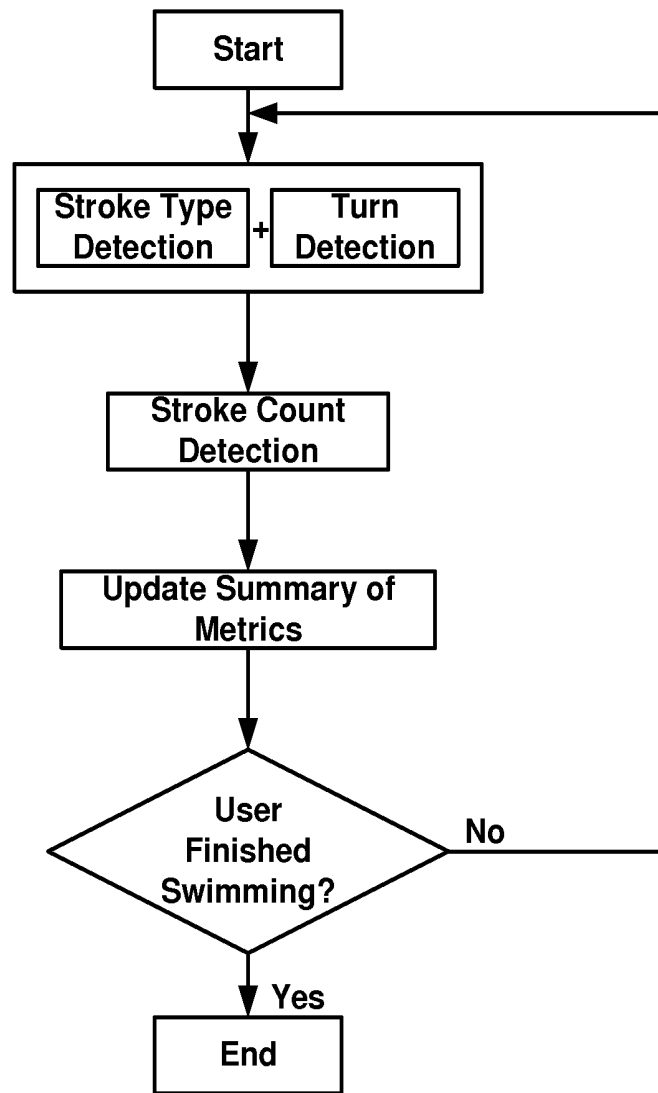 Start
Stroke Type
Detection
+
Turn
Detection
Stroke Count
Detection
Update Summary of
Metrics
User
Finished
Swimming?
No
Yes
End